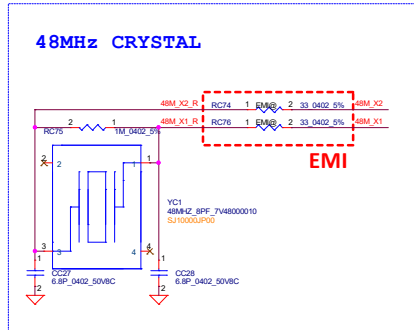 48MHz CRYSTAL
48M_X2_R RC74 1 EMI@ 2 33_0402_5% 48M_X2
48M_X1_R RC76 1 EMI@ 2 33_0402_5% 48M_X1
RC75 2 1 1M_0402_5%
EMI
2 2 1 1
3 3 4 4
YC1
48MHZ_8PF_7V48000010
SJ10000JP00
1 1
CC27 CC28
2 6.8P_0402_50V8C 2 6.8P_0402_50V8C